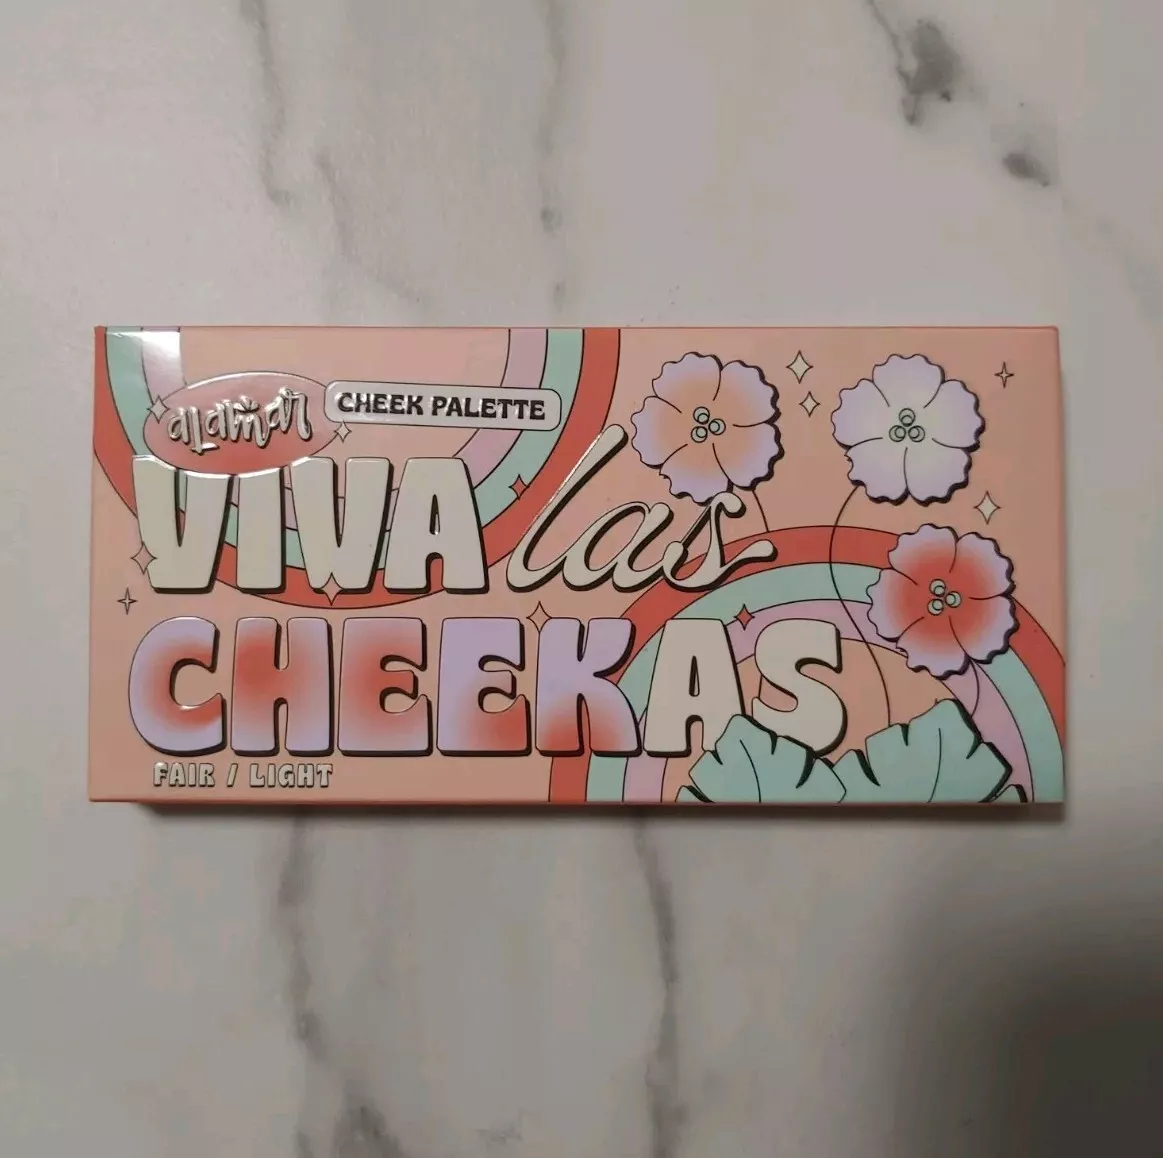 alamar
CHEEK PALETTE
VIVA las
CHEEKAS
FAIR / LIGHT